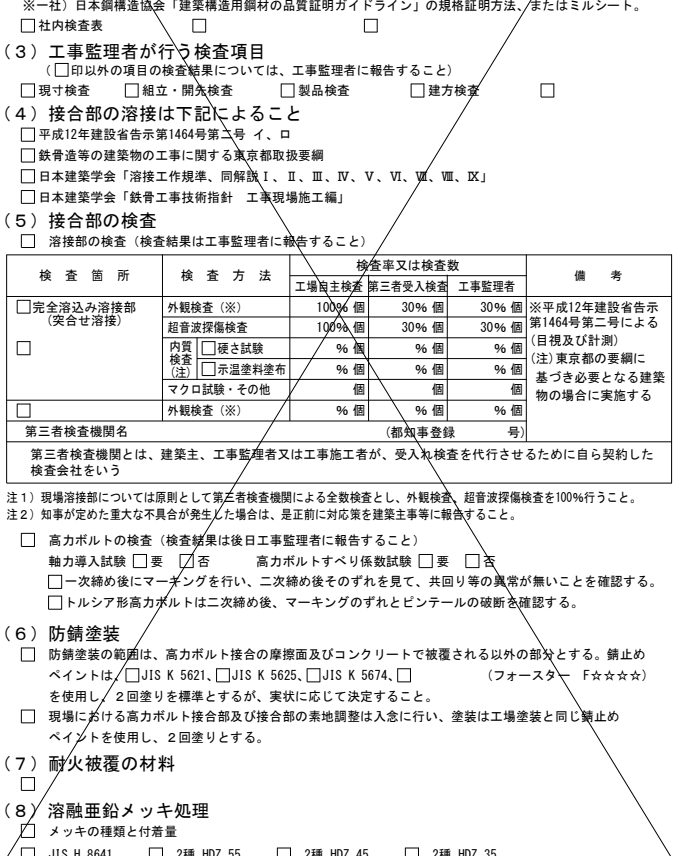 ※一社）日本鋼構造協会「建築構造用鋼材の品質証明ガイドライン」の規格証明方法、またはミルシート。
□社内検査表 □ □
（3）工事監理者が行う検査項目
（□印以外の項目の検査結果については、工事監理者に報告すること）
□現寸検査 □組立・開先検査 □製品検査 □建方検査 □
（4）接合部の溶接は下記によること
□平成12年建設省告示第1464号第二号 イ、ロ
□鉄骨造等の建築物の工事に関する東京都取扱要綱
□日本建築学会「溶接工作規準、同解説Ⅰ、Ⅱ、Ⅲ、Ⅳ、Ⅴ、Ⅵ、Ⅶ、Ⅷ、Ⅸ」
□日本建築学会「鉄骨工事技術指針　工事現場施工編」
（5）接合部の検査
□ 溶接部の検査（検査結果は工事監理者に報告すること）
検査箇所 検査方法 検査率又は検査数 備考
工場自主検査 第三者受入検査 工事監理者
□完全溶込み溶接部 外観検査（※） 100% 個 30% 個 30% 個 ※平成12年建設省告示
（突合せ溶接） 超音波探傷検査 100% 個 30% 個 30% 個 第1464号第二号による
□ 内質検査（注） □硬さ試験 % 個 % 個 % 個 （目視及び計測）
□示温塗料塗布 % 個 % 個 % 個 （注）東京都の要綱に
マクロ試験・その他 個 個 個 基づき必要となる建築
□ 外観検査（※） % 個 % 個 % 個 物の場合に実施する
第三者検査機関名 （都知事登録 号）
第三者検査機関とは、建築主、工事監理者又は工事施工者が、受入れ検査を代行させるために自ら契約した
検査会社をいう
注1）現場溶接部については原則として第三者検査機関による全数検査とし、外観検査、超音波探傷検査を100%行うこと。
注2）知事が定めた重大な不具合が発生した場合は、是正前に対応策を建築主事等に報告すること。
□ 高力ボルトの検査（検査結果は後日工事監理者に報告すること）
軸力導入試験 □要 □否 高力ボルトすべり係数試験 □要 □否
□一次締め後にマーキングを行い、二次締め後そのずれを見て、共回り等の異常が無いことを確認する。
□トルシア形高力ボルトは二次締め後、マーキングのずれとピンテールの破断を確認する。
（6）防錆塗装
□ 防錆塗装の範囲は、高力ボルト接合の摩擦面及びコンクリートで被覆される以外の部分とする。錆止め
ペイントは、□JIS K 5621、□JIS K 5625、□JIS K 5674、□ （フォースター F☆☆☆☆）
を使用し、2回塗りを標準とするが、実状に応じて決定すること。
□ 現場における高力ボルト接合部及び接合部の素地調整は入念に行い、塗装は工場塗装と同じ錆止め
ペイントを使用し、2回塗りとする。
（7）耐火被覆の材料
□
（8）溶融亜鉛メッキ処理
□ メッキの種類と付着量
□ JIS H 8641 □ 2種 HDZ 55 □ 2種 HDZ 45 □ 2種 HDZ 35